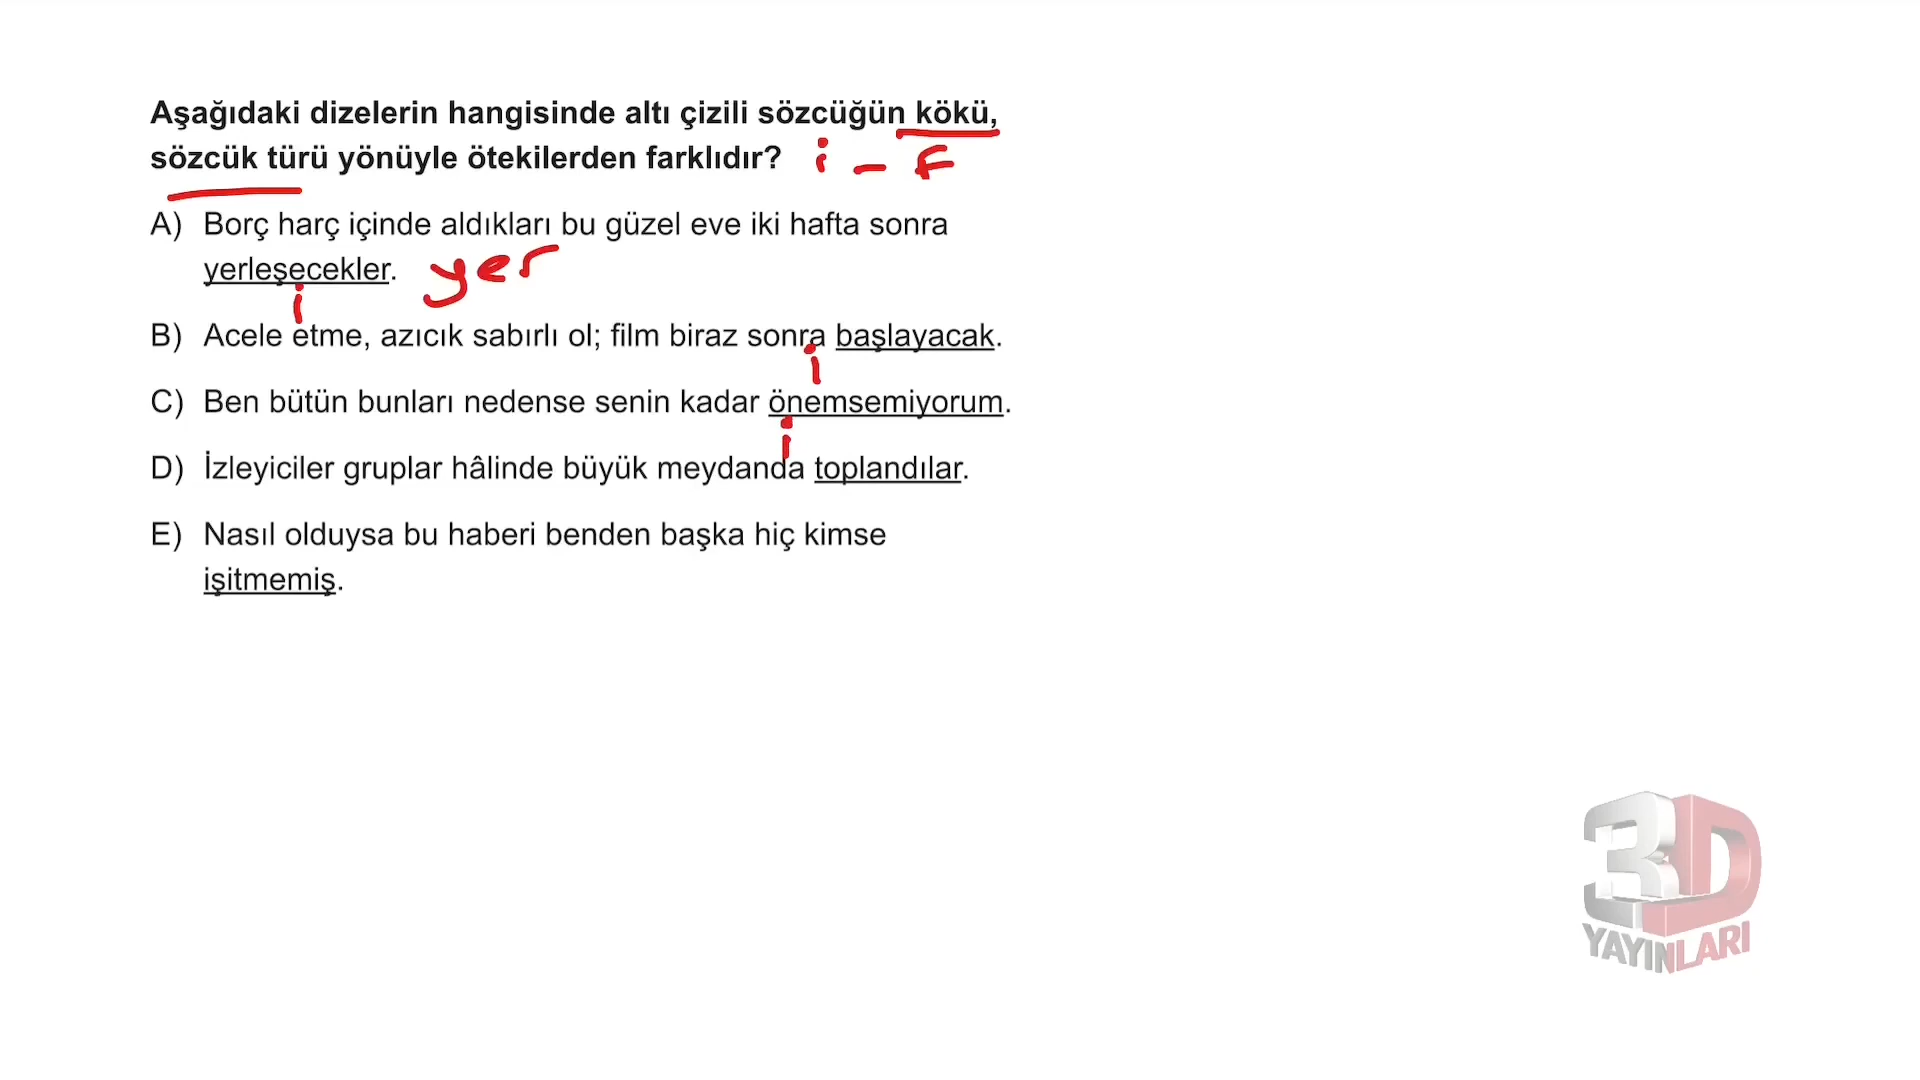 Aşağıdaki dizelerin hangisinde altı çizili sözcüğün kökü,
sözcük türü yönüyle ötekilerden farklıdır? i - F
A) Borç harç içinde aldıkları bu güzel eve iki hafta sonra
yerleşecekler. yer
i
B) Acele etme, azıcık sabırlı ol; film biraz sonra başlayacak.
i
C) Ben bütün bunları nedense senin kadar önemsemiyorum.
i
D) İzleyiciler gruplar hâlinde büyük meydanda toplandılar.
E) Nasıl olduysa bu haberi benden başka hiç kimse
işitmemiş.
3D
YAYINLARI